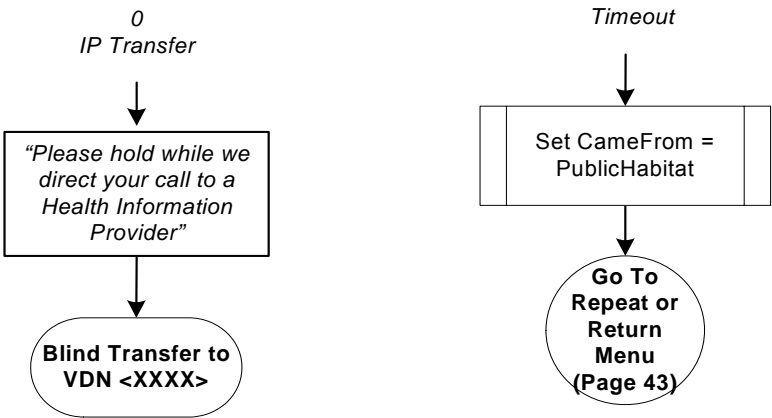 0
IP Transfer
“Please hold while we
direct your call to a
Health Information
Provider”
Blind Transfer to
VDN <XXXX>
Timeout
Set CameFrom =
PublicHabitat
Go To
Repeat or
Return
Menu
(Page 43)